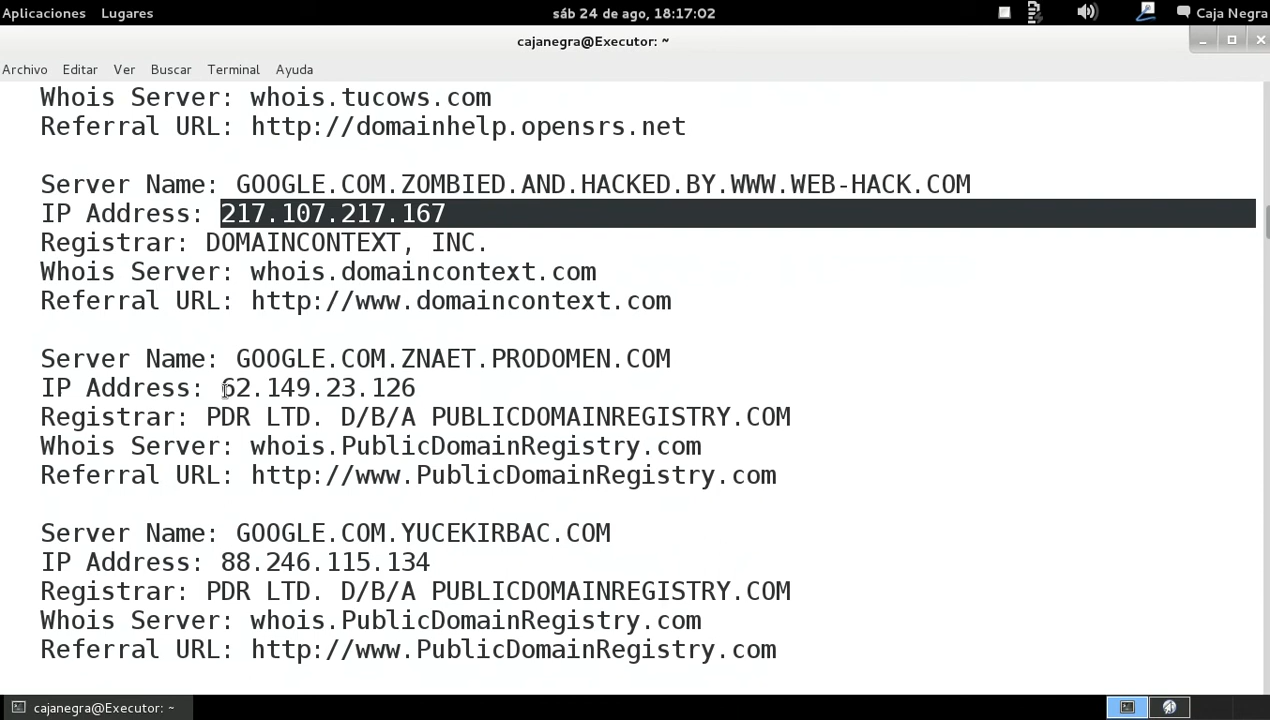 Aplicaciones Lugares sáb 24 de ago, 18:17:02 Caja Negra
cajanegra@Executor: ~
Archivo Editar Ver Buscar Terminal Ayuda
Whois Server: whois.tucows.com
Referral URL: http://domainhelp.opensrs.net
Server Name: GOOGLE.COM.ZOMBIED.AND.HACKED.BY.WWW.WEB-HACK.COM
IP Address: 217.107.217.167
Registrar: DOMAINCONTEXT, INC.
Whois Server: whois.domaincontext.com
Referral URL: http://www.domaincontext.com
Server Name: GOOGLE.COM.ZNAET.PRODOMEN.COM
IP Address: 62.149.23.126
Registrar: PDR LTD. D/B/A PUBLICDOMAINREGISTRY.COM
Whois Server: whois.PublicDomainRegistry.com
Referral URL: http://www.PublicDomainRegistry.com
Server Name: GOOGLE.COM.YUCEKIRBAC.COM
IP Address: 88.246.115.134
Registrar: PDR LTD. D/B/A PUBLICDOMAINREGISTRY.COM
Whois Server: whois.PublicDomainRegistry.com
Referral URL: http://www.PublicDomainRegistry.com
cajanegra@Executor: ~